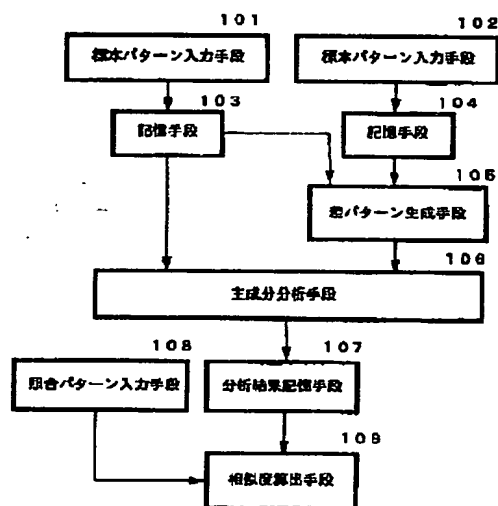 101
102
標本パターン入力手段
標本パターン入力手段
103
104
記憶手段
記憶手段
105
差パターン生成手段
106
主成分分析手段
108
107
照合パターン入力手段
分析結果記憶手段
109
相似度算出手段